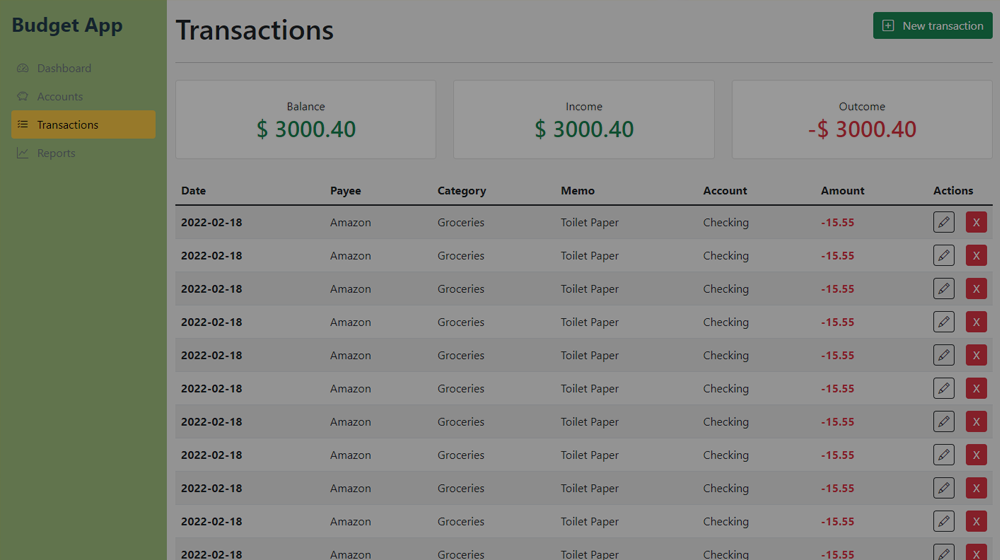 Budget App
Dashboard
Accounts
Transactions
Reports
Transactions
New transaction
Balance
$ 3000.40
Income
$ 3000.40
Outcome
-$ 3000.40
Date Payee Category Memo Account Amount Actions
2022-02-18 Amazon Groceries Toilet Paper Checking -15.55 X
2022-02-18 Amazon Groceries Toilet Paper Checking -15.55 X
2022-02-18 Amazon Groceries Toilet Paper Checking -15.55 X
2022-02-18 Amazon Groceries Toilet Paper Checking -15.55 X
2022-02-18 Amazon Groceries Toilet Paper Checking -15.55 X
2022-02-18 Amazon Groceries Toilet Paper Checking -15.55 X
2022-02-18 Amazon Groceries Toilet Paper Checking -15.55 X
2022-02-18 Amazon Groceries Toilet Paper Checking -15.55 X
2022-02-18 Amazon Groceries Toilet Paper Checking -15.55 X
2022-02-18 Amazon Groceries Toilet Paper Checking -15.55 X
2022-02-18 Amazon Groceries Toilet Paper Checking -15.55 X